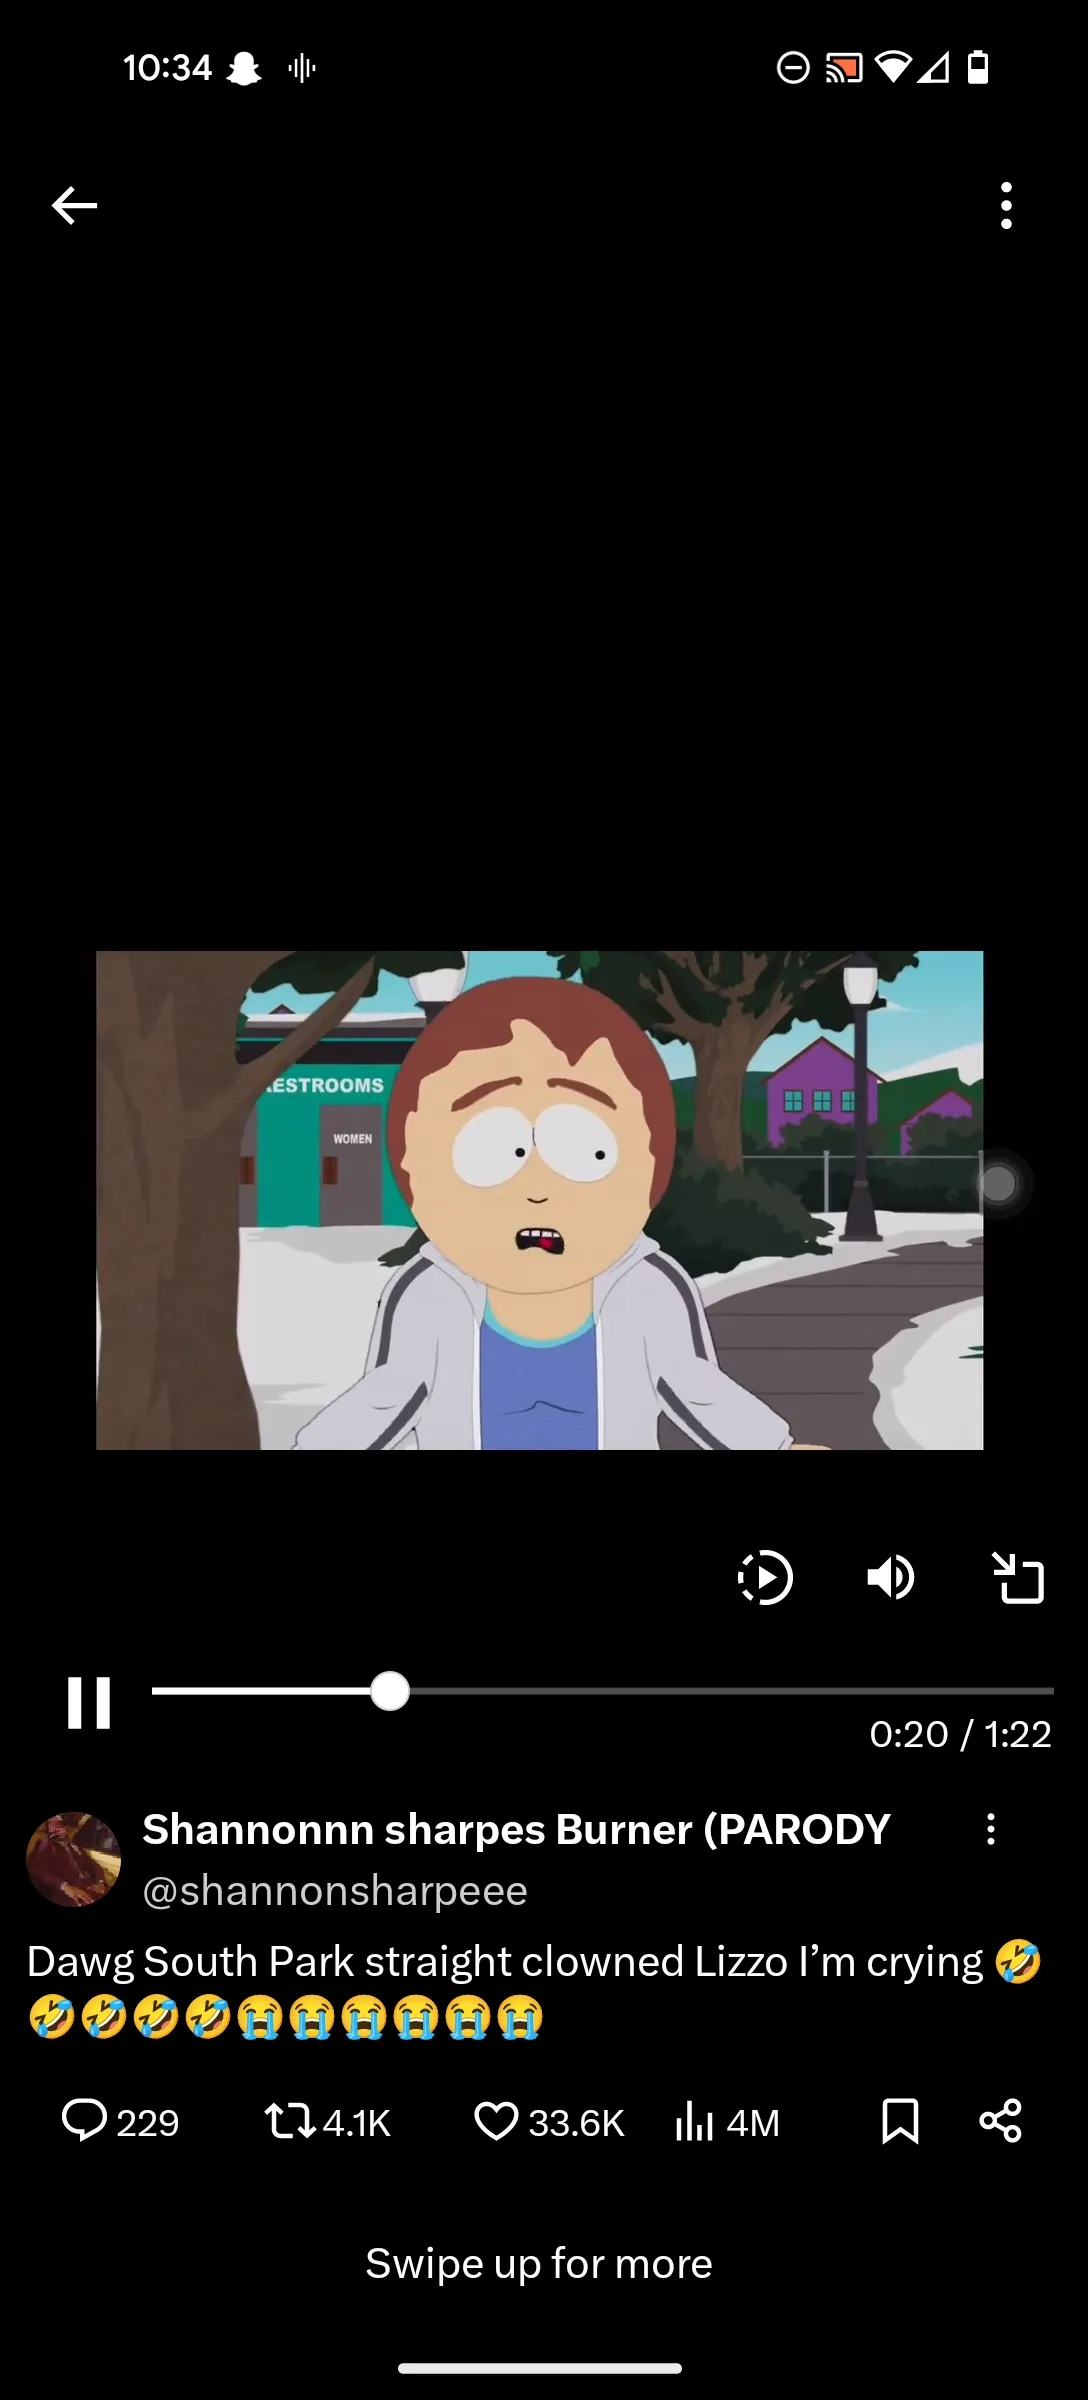 10:34
RESTROOMS
WOMEN
0:20 / 1:22
Shannonnn sharpes Burner (PARODY
@shannonsharpeee
Dawg South Park straight clowned Lizzo I’m crying 🤣
🤣🤣🤣🤣😭😭😭😭😭😭
229 4.1K 33.6K 4M
Swipe up for more